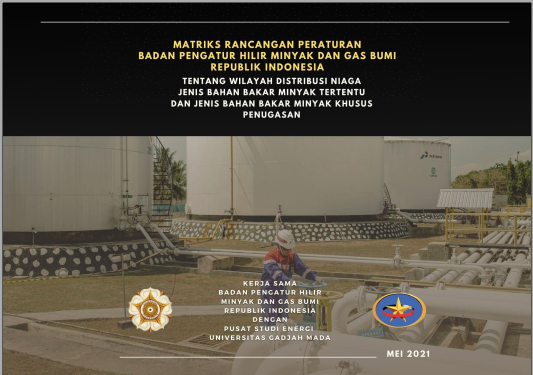 MATRIKS RANCANGAN PERATURAN
BADAN PENGATUR HILIR MINYAK DAN GAS BUMI
REPUBLIK INDONESIA
TENTANG WILAYAH DISTRIBUSI NIAGA
JENIS BAHAN BAKAR MINYAK TERTENTU
DAN JENIS BAHAN BAKAR MINYAK KHUSUS
PENUGASAN
KERJA SAMA
BADAN PENGATUR HILIR
MINYAK DAN GAS BUMI
REPUBLIK INDONESIA
DENGAN
PUSAT STUDI ENERGI
UNIVERSITAS GADJAH MADA
MEI 2021